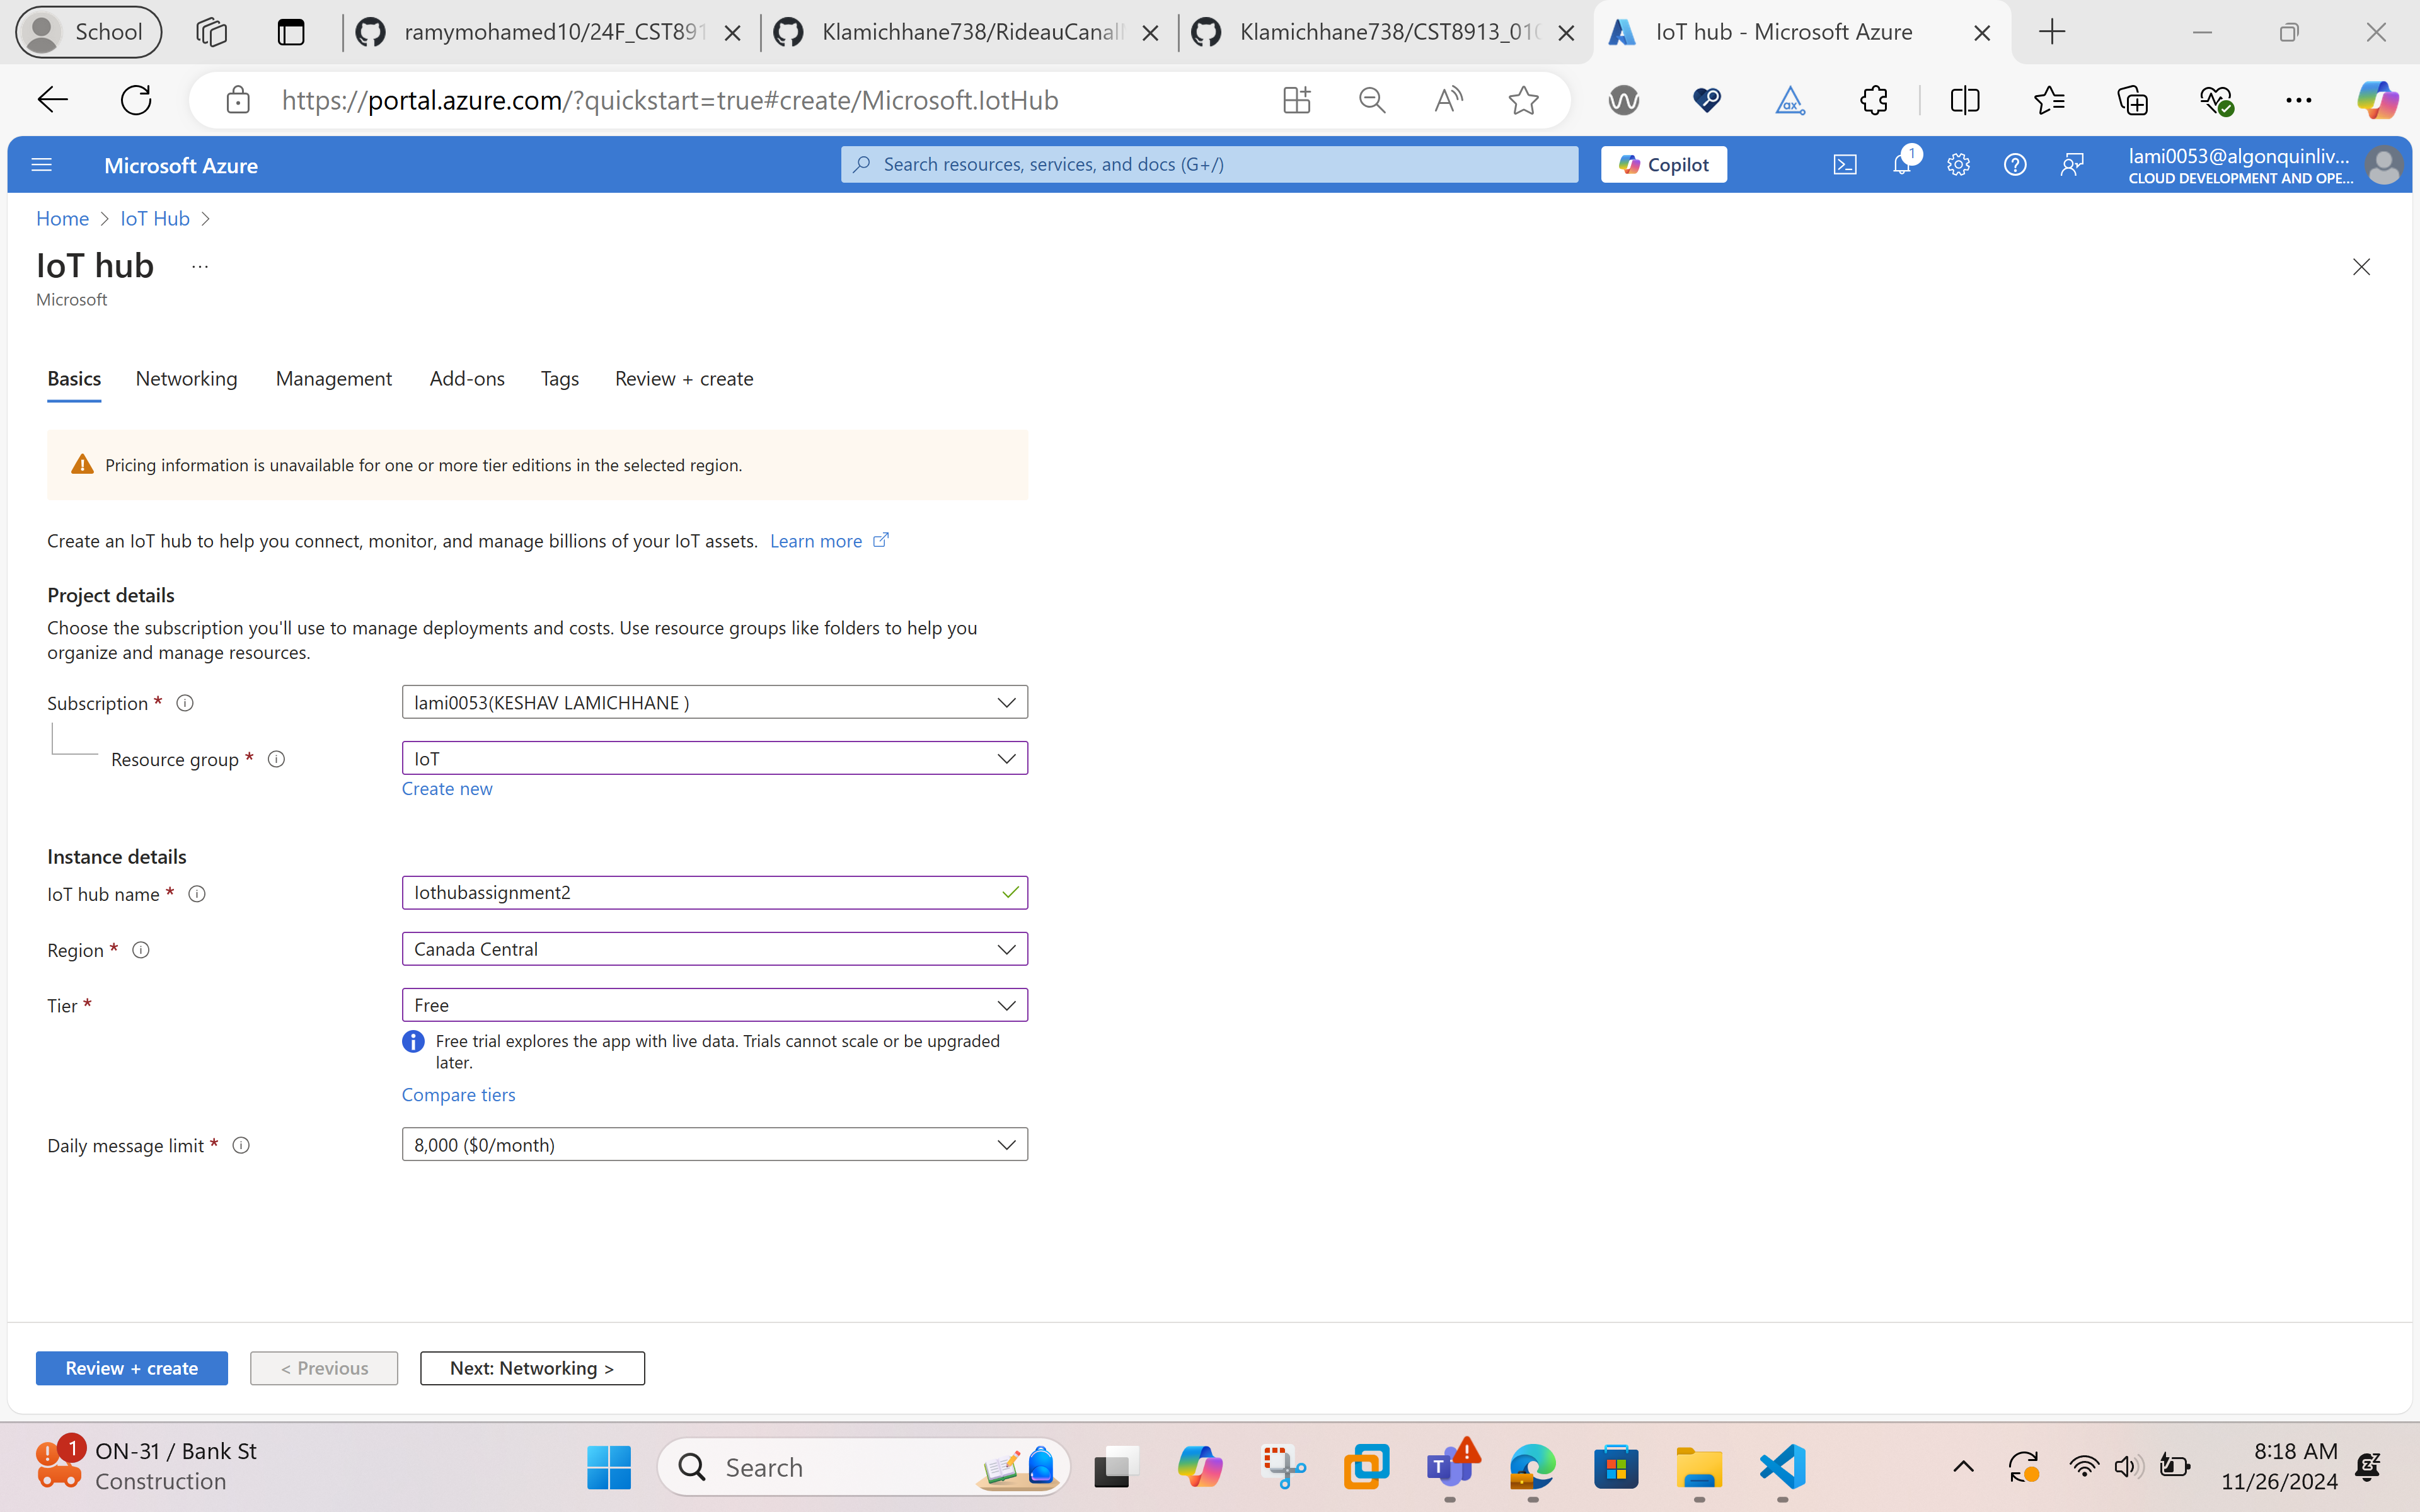 School
ramymohamed10/24F_CST891
Klamichhane738/RideauCanal
Klamichhane738/CST8913_010
IoT hub - Microsoft Azure
https://portal.azure.com/?quickstart=true#create/Microsoft.IotHub
Microsoft Azure
Search resources, services, and docs (G+/)
Copilot
1
lami0053@algonquinliv...
CLOUD DEVELOPMENT AND OPE...
Home > IoT Hub >
IoT hub ...
Microsoft
Basics Networking Management Add-ons Tags Review + create
Pricing information is unavailable for one or more tier editions in the selected region.
Create an IoT hub to help you connect, monitor, and manage billions of your IoT assets. Learn more
Project details
Choose the subscription you'll use to manage deployments and costs. Use resource groups like folders to help you
organize and manage resources.
Subscription * lami0053(KESHAV LAMICHHANE )
Resource group * IoT
Create new
Instance details
IoT hub name * Iothubassignment2
Region * Canada Central
Tier * Free
Free trial explores the app with live data. Trials cannot scale or be upgraded
later.
Compare tiers
Daily message limit * 8,000 ($0/month)
Review + create < Previous Next: Networking >
1
ON-31 / Bank St
Construction
Search
8:18 AM
11/26/2024